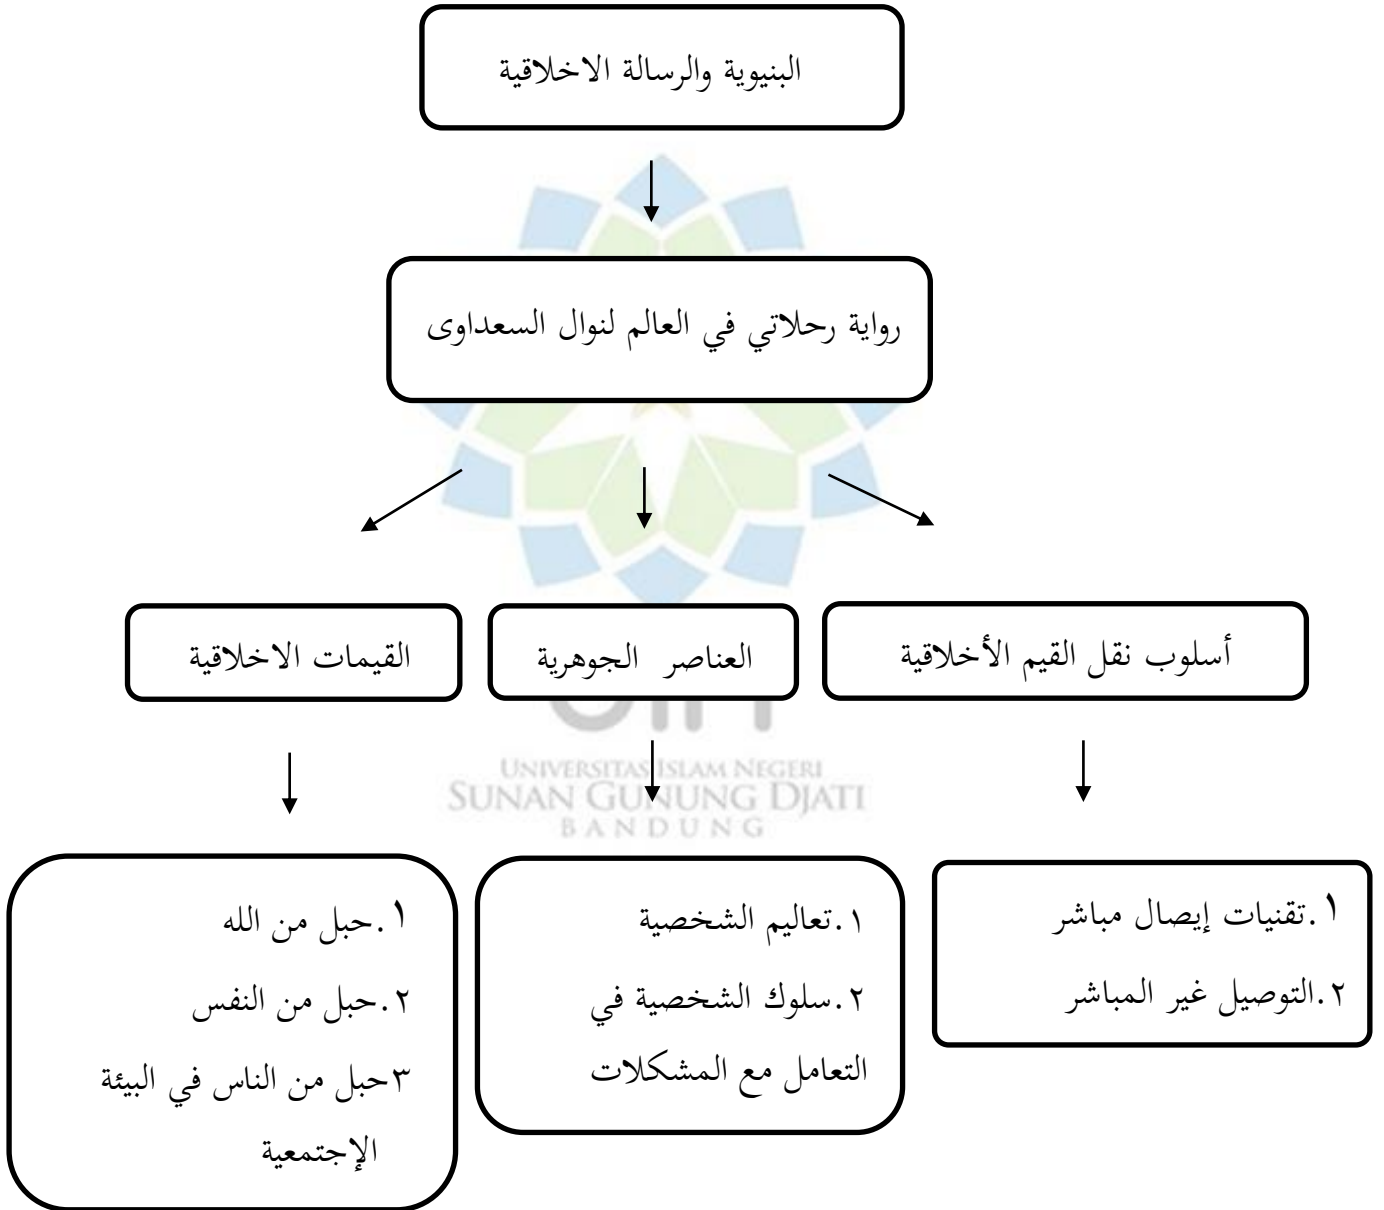 البنيوية والرسالة الاخلاقية
رواية رحلاتي في العالم لنوال السعداوى
أسلوب نقل القيم الأخلاقية
العناصر الجوهرية
القيمات الاخلاقية
UNIVERSITAS ISLAM NEGERI
SUNAN GUNUNG DJATI
BANDUNG
١.تقنيات إيصال مباشر
٢.التوصيل غير المباشر
١.تعاليم الشخصية
٢.سلوك الشخصية في
التعامل مع المشكلات
١.حبل من الله
٢.حبل من النفس
٣حبل من الناس في البيئة
الإجتمعية